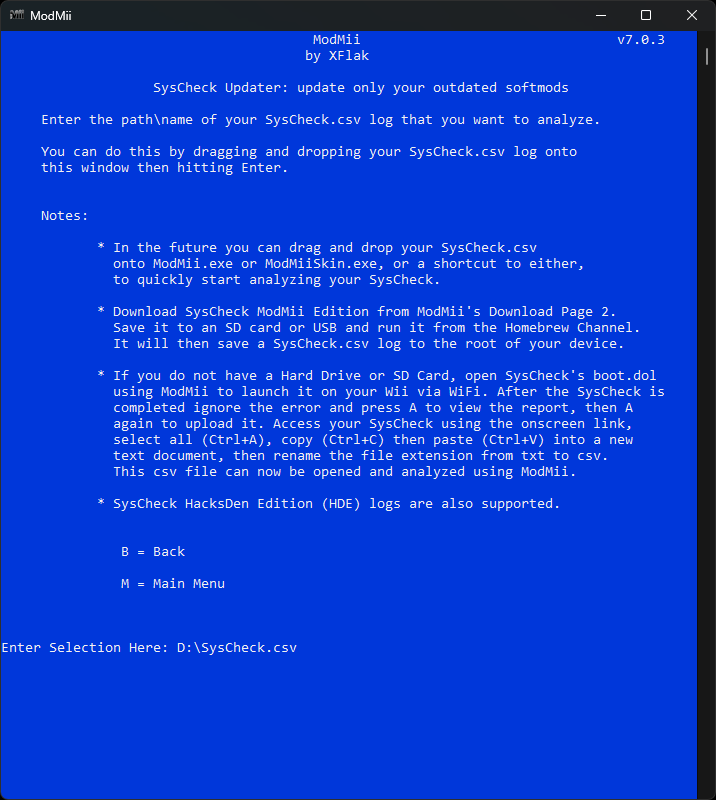 ModMii
ModMii v7.0.3
by XFlak
SysCheck Updater: update only your outdated softmods
Enter the path\name of your SysCheck.csv log that you want to analyze.
You can do this by dragging and dropping your SysCheck.csv log onto
this window then hitting Enter.
Notes:
* In the future you can drag and drop your SysCheck.csv
onto ModMii.exe or ModMiiSkin.exe, or a shortcut to either,
to quickly start analyzing your SysCheck.
* Download SysCheck ModMii Edition from ModMii's Download Page 2.
Save it to an SD card or USB and run it from the Homebrew Channel.
It will then save a SysCheck.csv log to the root of your device.
* If you do not have a Hard Drive or SD Card, open SysCheck's boot.dol
using ModMii to launch it on your Wii via WiFi. After the SysCheck is
completed ignore the error and press A to view the report, then A
again to upload it. Access your SysCheck using the onscreen link,
select all (Ctrl+A), copy (Ctrl+C) then paste (Ctrl+V) into a new
text document, then rename the file extension from txt to csv.
This csv file can now be opened and analyzed using ModMii.
* SysCheck HacksDen Edition (HDE) logs are also supported.
B = Back
M = Main Menu
Enter Selection Here: D:\SysCheck.csv